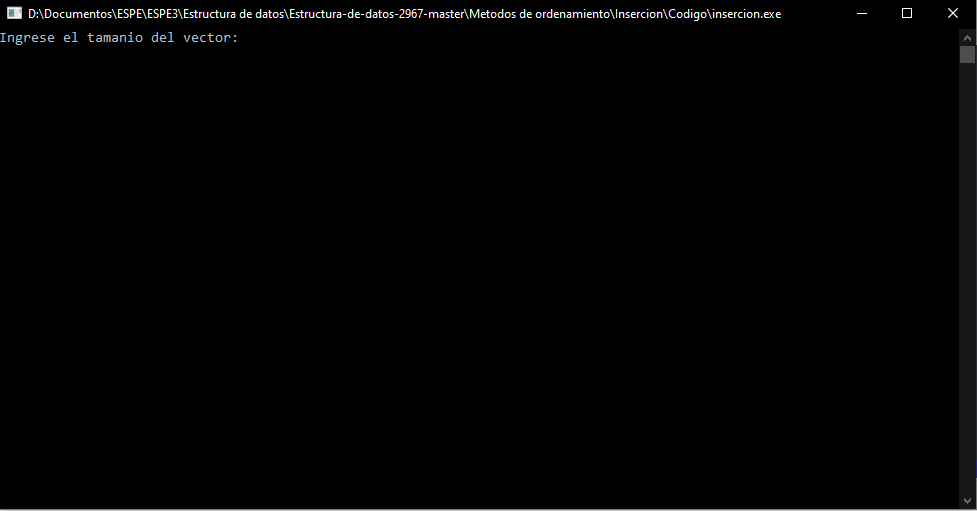 D:\Documentos\ESPE\ESPE3\Estructura de datos\Estructura-de-datos-2967-master\Metodos de ordenamiento\Insercion\Codigo\insercion.exe
Ingrese el tamanio del vector: